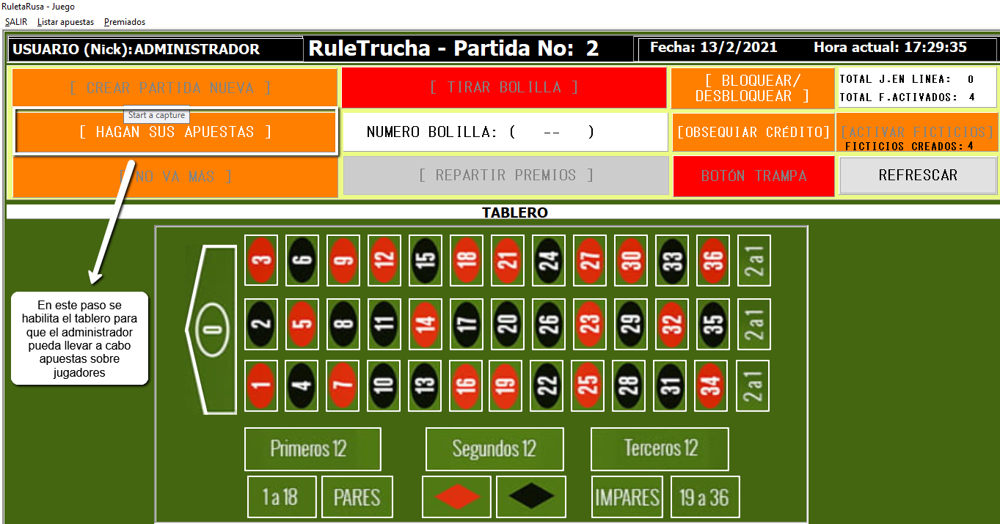 RuletaRusa - Juego
SALIR Listar apuestas Premiados
USUARIO (Nick): ADMINISTRADOR RuleTrucha - Partida No: 2 Fecha: 13/2/2021 Hora actual: 17:29:35
[ CREAR PARTIDA NUEVA ] [ TIRAR BOLILLA ] [ BLOQUEAR/
DESBLOQUEAR ]
TOTAL J.EN LINEA: 0
TOTAL F.ACTIVADOS: 4
Start a capture
[ HAGAN SUS APUESTAS ] NUMERO BOLILLA: ( -- ) [OBSEQUIAR CRÉDITO] [ACTIVAR FICTICIOS]
FICTICIOS CREADOS: 4
[ NO VA MÁS ] [ REPARTIR PREMIOS ] BOTÓN TRAMPA REFRESCAR
TABLERO
3 6 9 12 15 18 21 24 27 30 33 36 2a1
0
2 5 8 11 14 17 20 26 23 29 32 35 2a1
1 4 7 10 13 16 19 22 25 28 31 34 2a1
En este paso se
habilita el tablero para
que el administrador
pueda llevar a cabo
apuestas sobre
jugadores
Primeros 12 Segundos 12 Terceros 12
1 a 18 PARES IMPARES 19 a 36